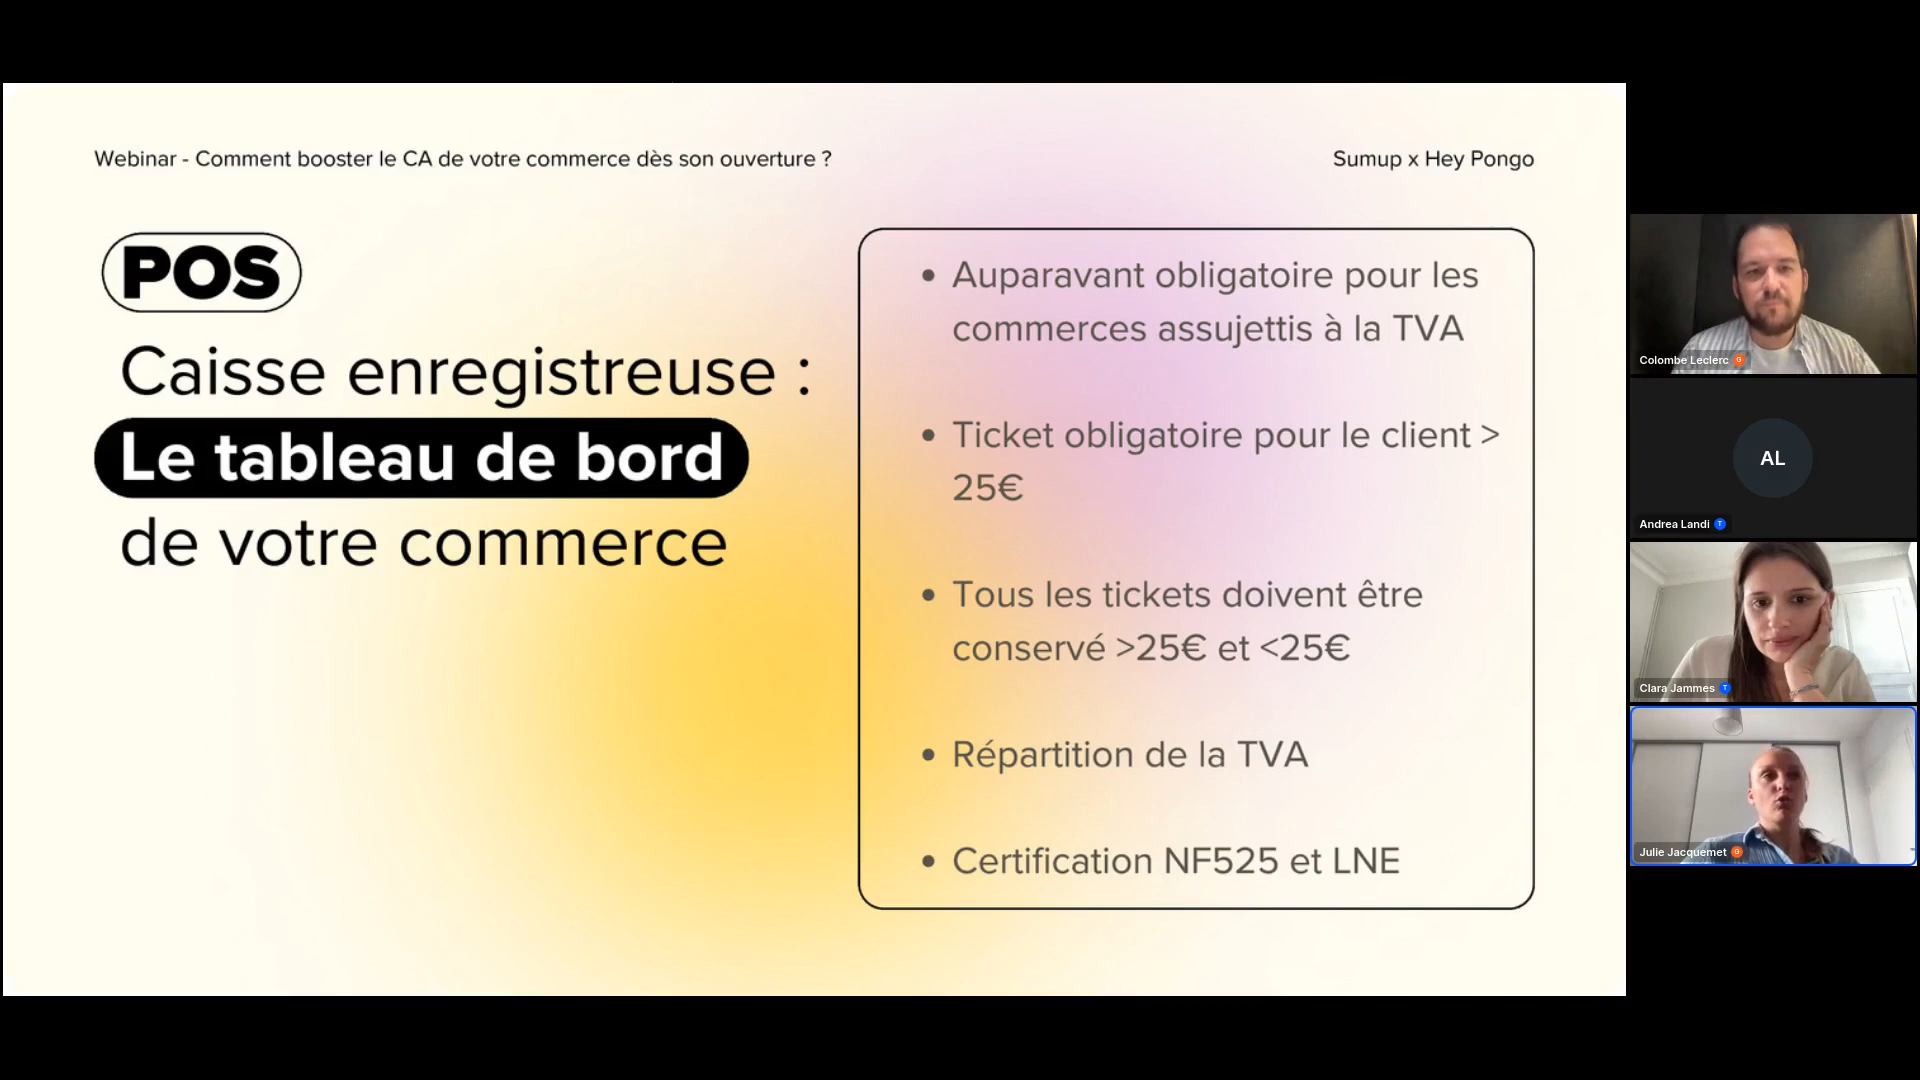 Webinar - Comment booster le CA de votre commerce dès son ouverture ?
Sumup x Hey Pongo
POS
Caisse enregistreuse :
Le tableau de bord
de votre commerce
• Auparavant obligatoire pour les
commerces assujettis à la TVA
• Ticket obligatoire pour le client >
25€
• Tous les tickets doivent être
conservé >25€ et <25€
• Répartition de la TVA
• Certification NF525 et LNE
Colombe Leclerc G
AL
Andrea Landi T
Clara Jammes T
Julie Jacquemet G